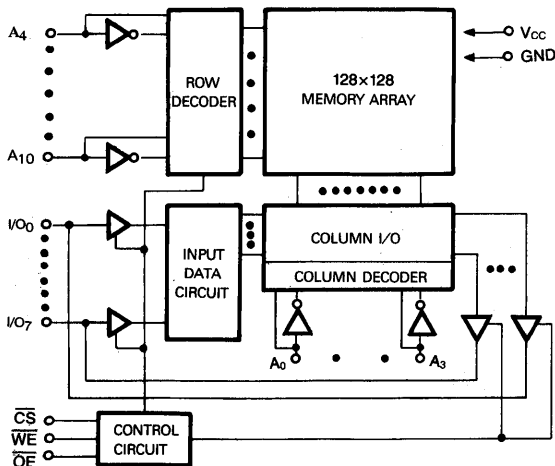 A4
ROW
DECODER
128×128
MEMORY ARRAY
VCC
GND
A10
I/O0
INPUT
DATA
CIRCUIT
COLUMN I/O
COLUMN DECODER
I/O7
A0
A3
CS
WE
OE
CONTROL
CIRCUIT